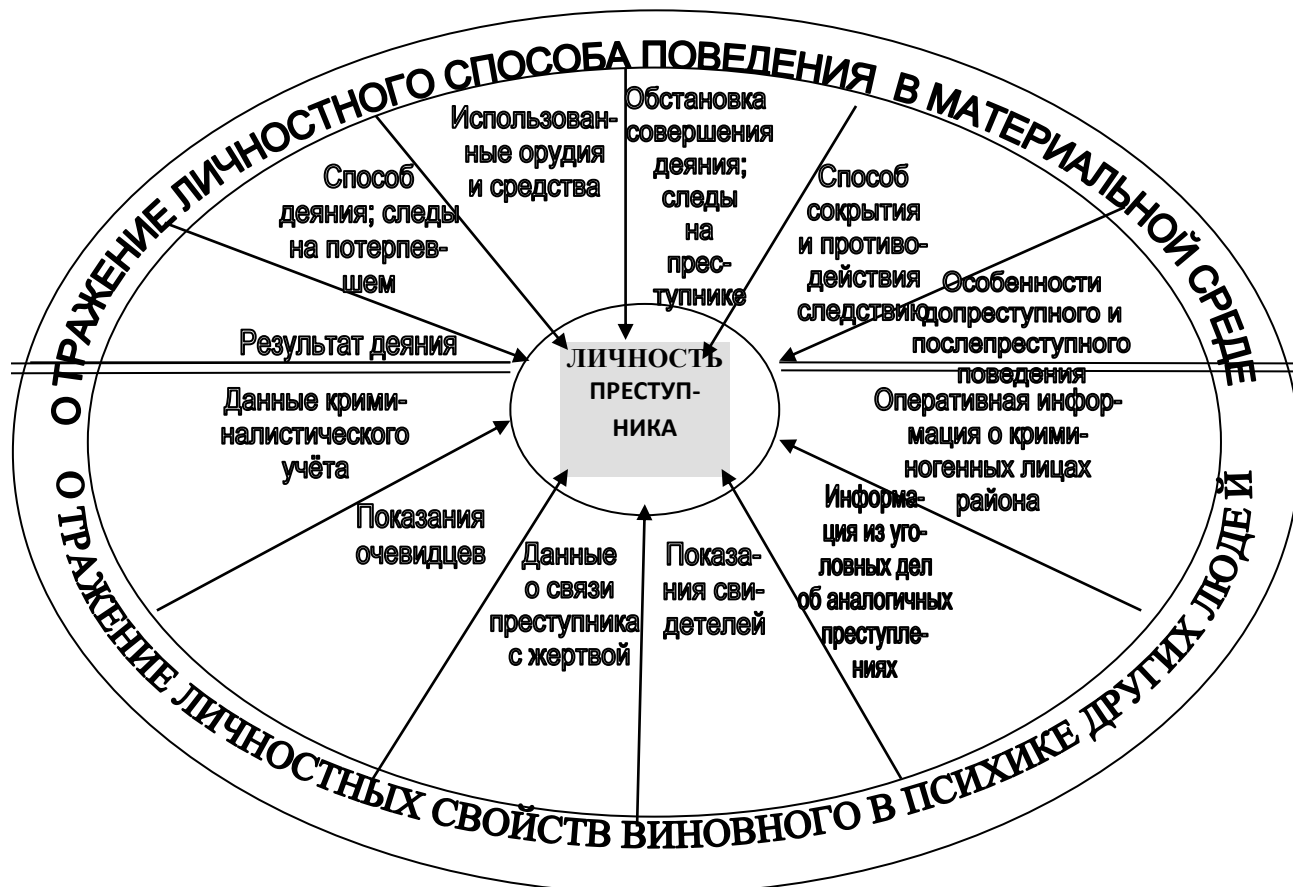 О ТРАЖЕНИЕ ЛИЧНОСТНОГО СПОСОБА ПОВЕДЕНИЯ В МАТЕРИАЛЬНОЙ СРЕДЕ
Результат деяния
Способ
деяния; следы
на потерпев-
шем
Использован-
ные орудия
и средства
Обстановка
совершения
деяния;
следы
на
прес-
тупнике
Способ
сокрытия
и противо-
действия
следствию
Особенности
допреступного и
послепреступного
поведения
ЛИЧНОСТЬ
ПРЕСТУП-
НИКА
Данные крими-
налистического
учёта
Показания
очевидцев
Данные
о связи
преступника
с жертвой
Показа-
ния сви-
детелей
Информа-
ция из уго-
ловных дел
об аналогичных
преступле-
ниях
Оперативная инфор-
мация о крими-
ногенных лицах
района
О ТРАЖЕНИЕ ЛИЧНОСТНЫХ СВОЙСТВ ВИНОВНОГО В ПСИХИКЕ ДРУГИХ ЛЮДЕ Й